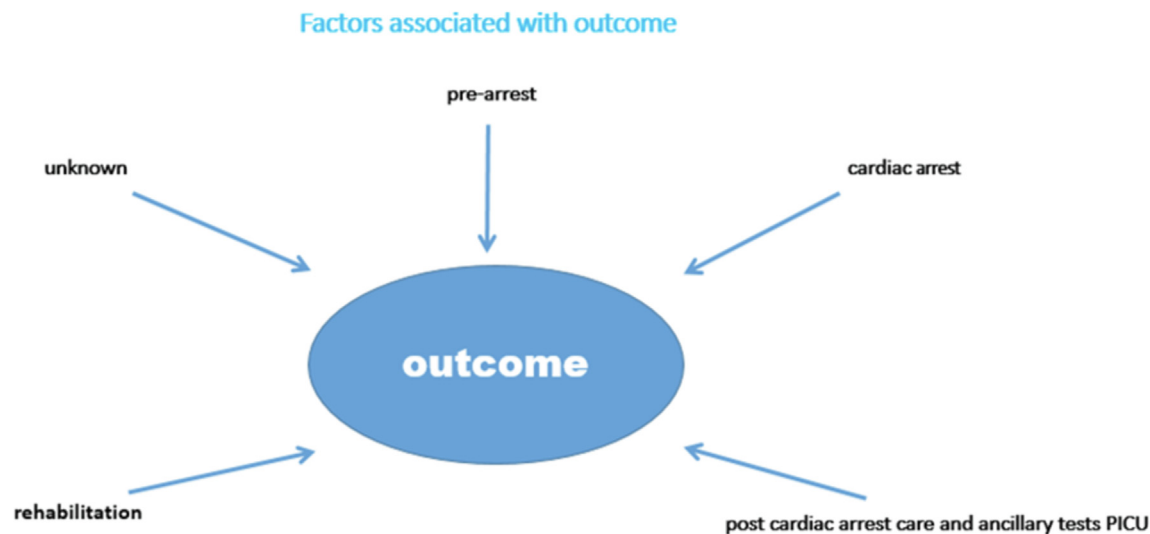 Factors associated with outcome
pre-arrest
unknown
cardiac arrest
outcome
rehabilitation
post cardiac arrest care and ancillary tests PICU